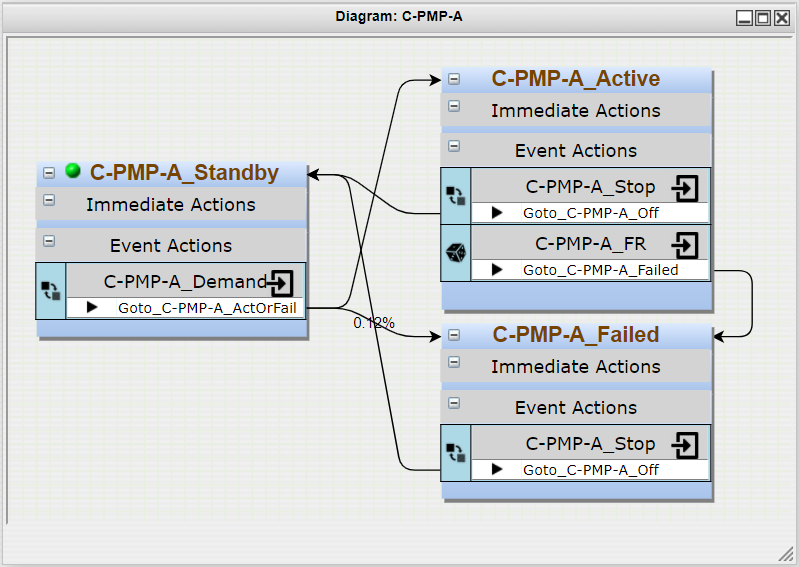 Diagram: C-PMP-A
C-PMP-A_Standby
Immediate Actions
Event Actions
C-PMP-A_Demand
Goto_C-PMP-A_ActOrFail
0.12%
C-PMP-A_Active
Immediate Actions
Event Actions
C-PMP-A_Stop
Goto_C-PMP-A_Off
C-PMP-A_FR
Goto_C-PMP-A_Failed
C-PMP-A_Failed
Immediate Actions
Event Actions
C-PMP-A_Stop
Goto_C-PMP-A_Off